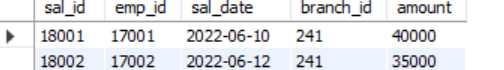 sal_id emp_id sal_date branch_id amount
18001 17001 2022-06-10 241 40000
18002 17002 2022-06-12 241 35000